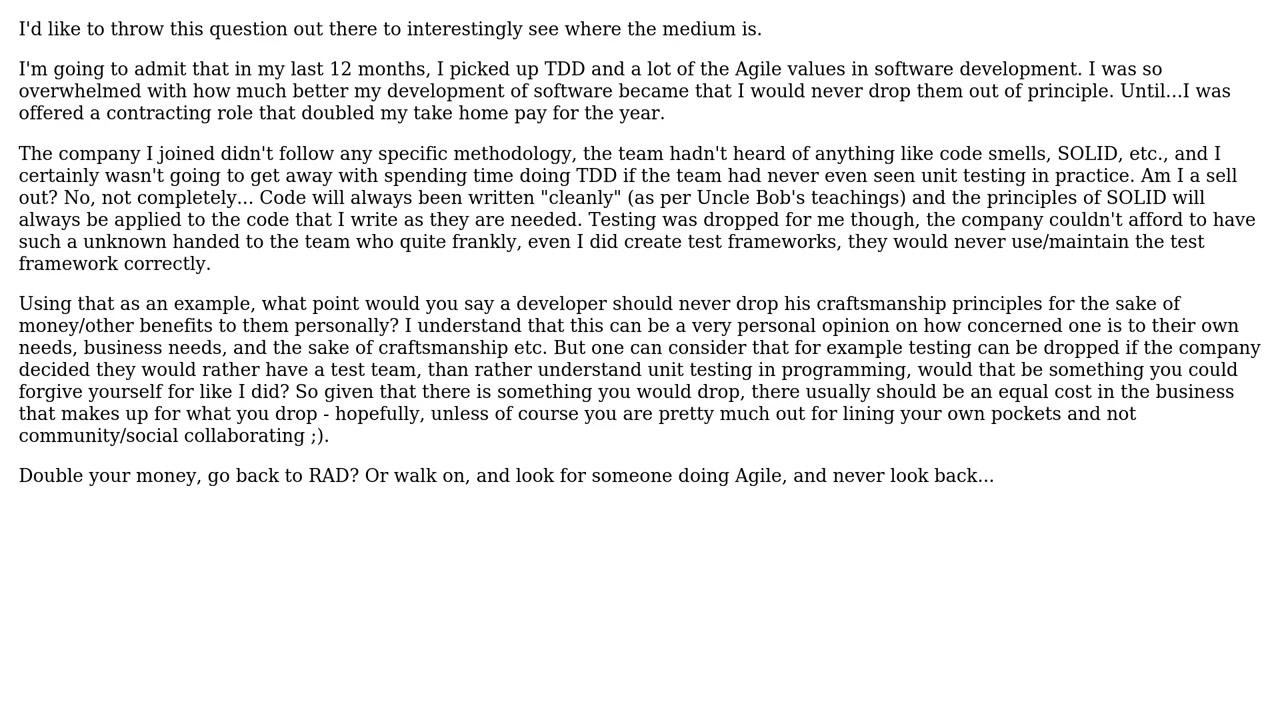 I'd like to throw this question out there to interestingly see where the medium is.
I'm going to admit that in my last 12 months, I picked up TDD and a lot of the Agile values in software development. I was so
overwhelmed with how much better my development of software became that I would never drop them out of principle. Until...I was
offered a contracting role that doubled my take home pay for the year.
The company I joined didn't follow any specific methodology, the team hadn't heard of anything like code smells, SOLID, etc., and I
certainly wasn't going to get away with spending time doing TDD if the team had never even seen unit testing in practice. Am I a sell
out? No, not completely... Code will always been written "cleanly" (as per Uncle Bob's teachings) and the principles of SOLID will
always be applied to the code that I write as they are needed. Testing was dropped for me though, the company couldn't afford to have
such a unknown handed to the team who quite frankly, even I did create test frameworks, they would never use/maintain the test
framework correctly.
Using that as an example, what point would you say a developer should never drop his craftsmanship principles for the sake of
money/other benefits to them personally? I understand that this can be a very personal opinion on how concerned one is to their own
needs, business needs, and the sake of craftsmanship etc. But one can consider that for example testing can be dropped if the company
decided they would rather have a test team, than rather understand unit testing in programming, would that be something you could
forgive yourself for like I did? So given that there is something you would drop, there usually should be an equal cost in the business
that makes up for what you drop - hopefully, unless of course you are pretty much out for lining your own pockets and not
community/social collaborating ;).
Double your money, go back to RAD? Or walk on, and look for someone doing Agile, and never look back...